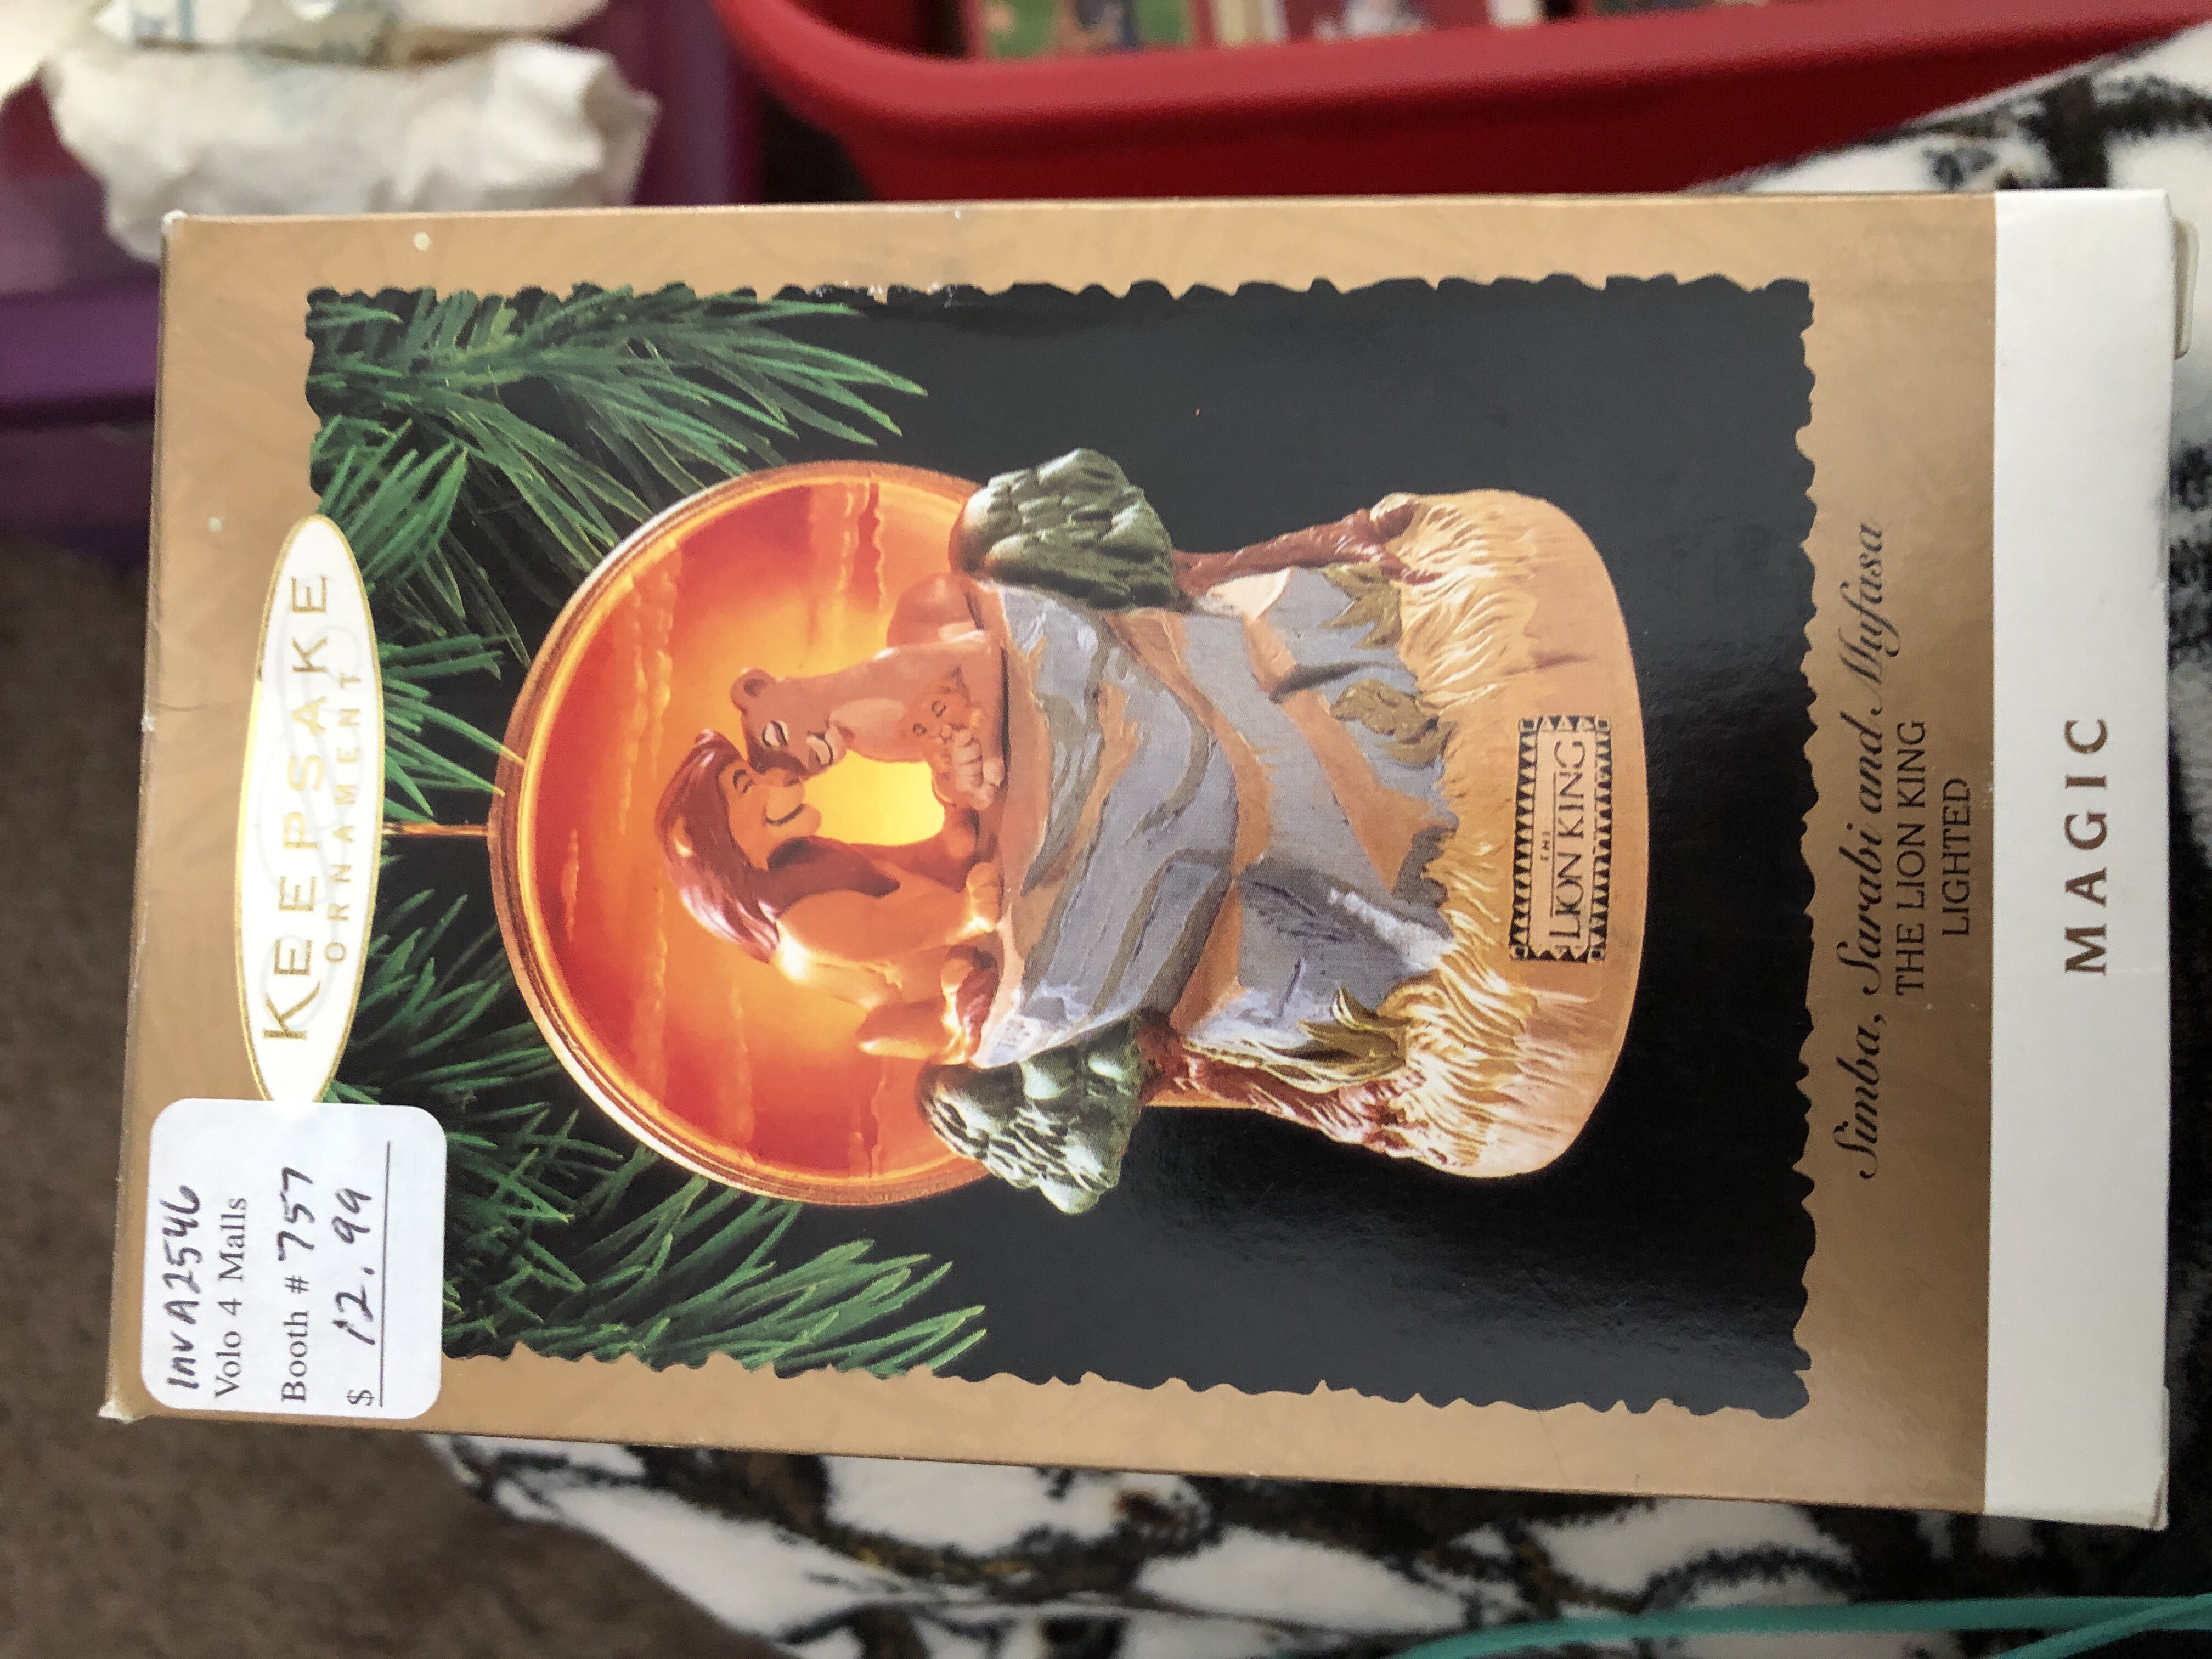 InvA2546
Volo 4 Malls
Booth # 757
$ 12.99
KEEPSAKE
ORNAMENT
THE
LION KING
Simba, Sarabi and Mufasa
THE LION KING
LIGHTED
MAGIC